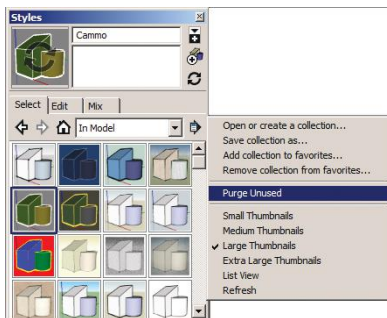 Styles
Cammo
Select Edit Mix
In Model
Open or create a collection...
Save collection as...
Add collection to favorites...
Remove collection from favorites...
Purge Unused
Small Thumbnails
Medium Thumbnails
Large Thumbnails
Extra Large Thumbnails
List View
Refresh